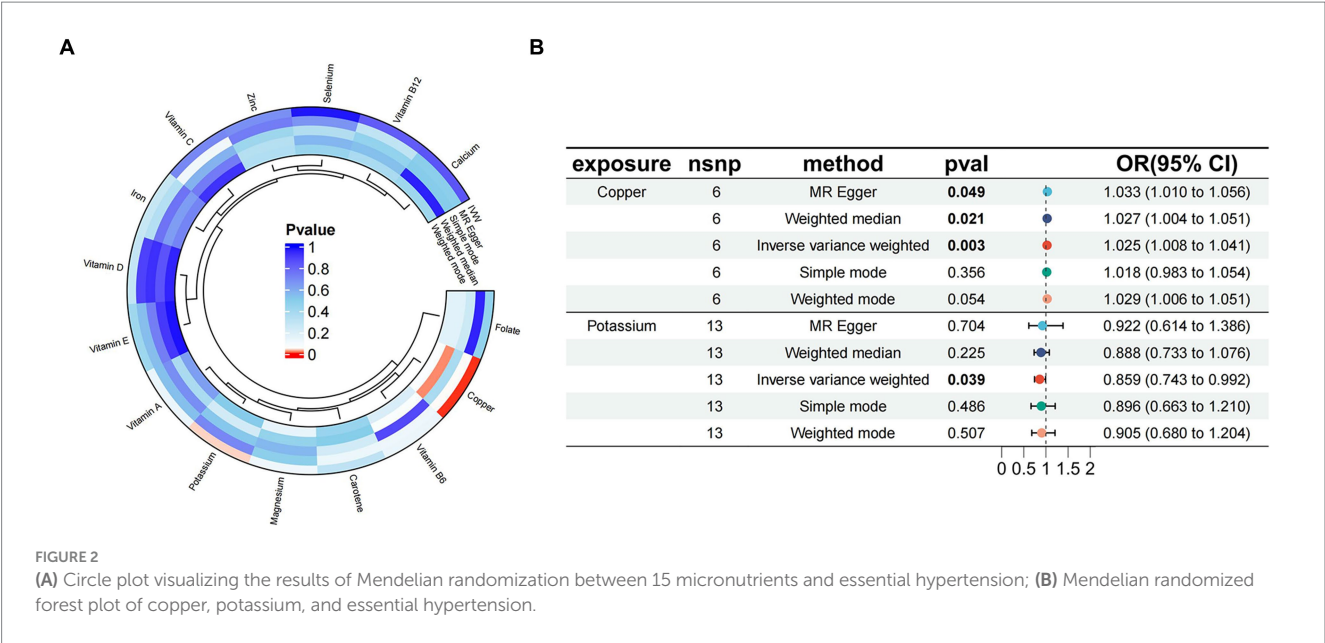 A
B
Selenium
Zinc
Vitamin B12
Vitamin C
Calcium
Iron
IVW
MR Egger
Simple mode
Weighted median
Weighted mode
Pvalue
1
0.8
0.6
0.4
0.2
0
Vitamin D
Folate
Vitamin E
Copper
Vitamin A
Vitamin B6
Potassium
Carotene
Magnesium
exposure nsnp method pval OR(95% CI)
Copper 6 MR Egger 0.049 1.033 (1.010 to 1.056)
6 Weighted median 0.021 1.027 (1.004 to 1.051)
6 Inverse variance weighted 0.003 1.025 (1.008 to 1.041)
6 Simple mode 0.356 1.018 (0.983 to 1.054)
6 Weighted mode 0.054 1.029 (1.006 to 1.051)
Potassium 13 MR Egger 0.704 0.922 (0.614 to 1.386)
13 Weighted median 0.225 0.888 (0.733 to 1.076)
13 Inverse variance weighted 0.039 0.859 (0.743 to 0.992)
13 Simple mode 0.486 0.896 (0.663 to 1.210)
13 Weighted mode 0.507 0.905 (0.680 to 1.204)
0 0.5 1 1.5 2
FIGURE 2
(A) Circle plot visualizing the results of Mendelian randomization between 15 micronutrients and essential hypertension; (B) Mendelian randomized
forest plot of copper, potassium, and essential hypertension.